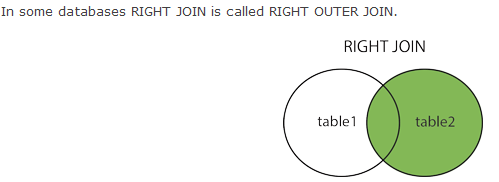 In some databases RIGHT JOIN is called RIGHT OUTER JOIN.
RIGHT JOIN
table1
table2